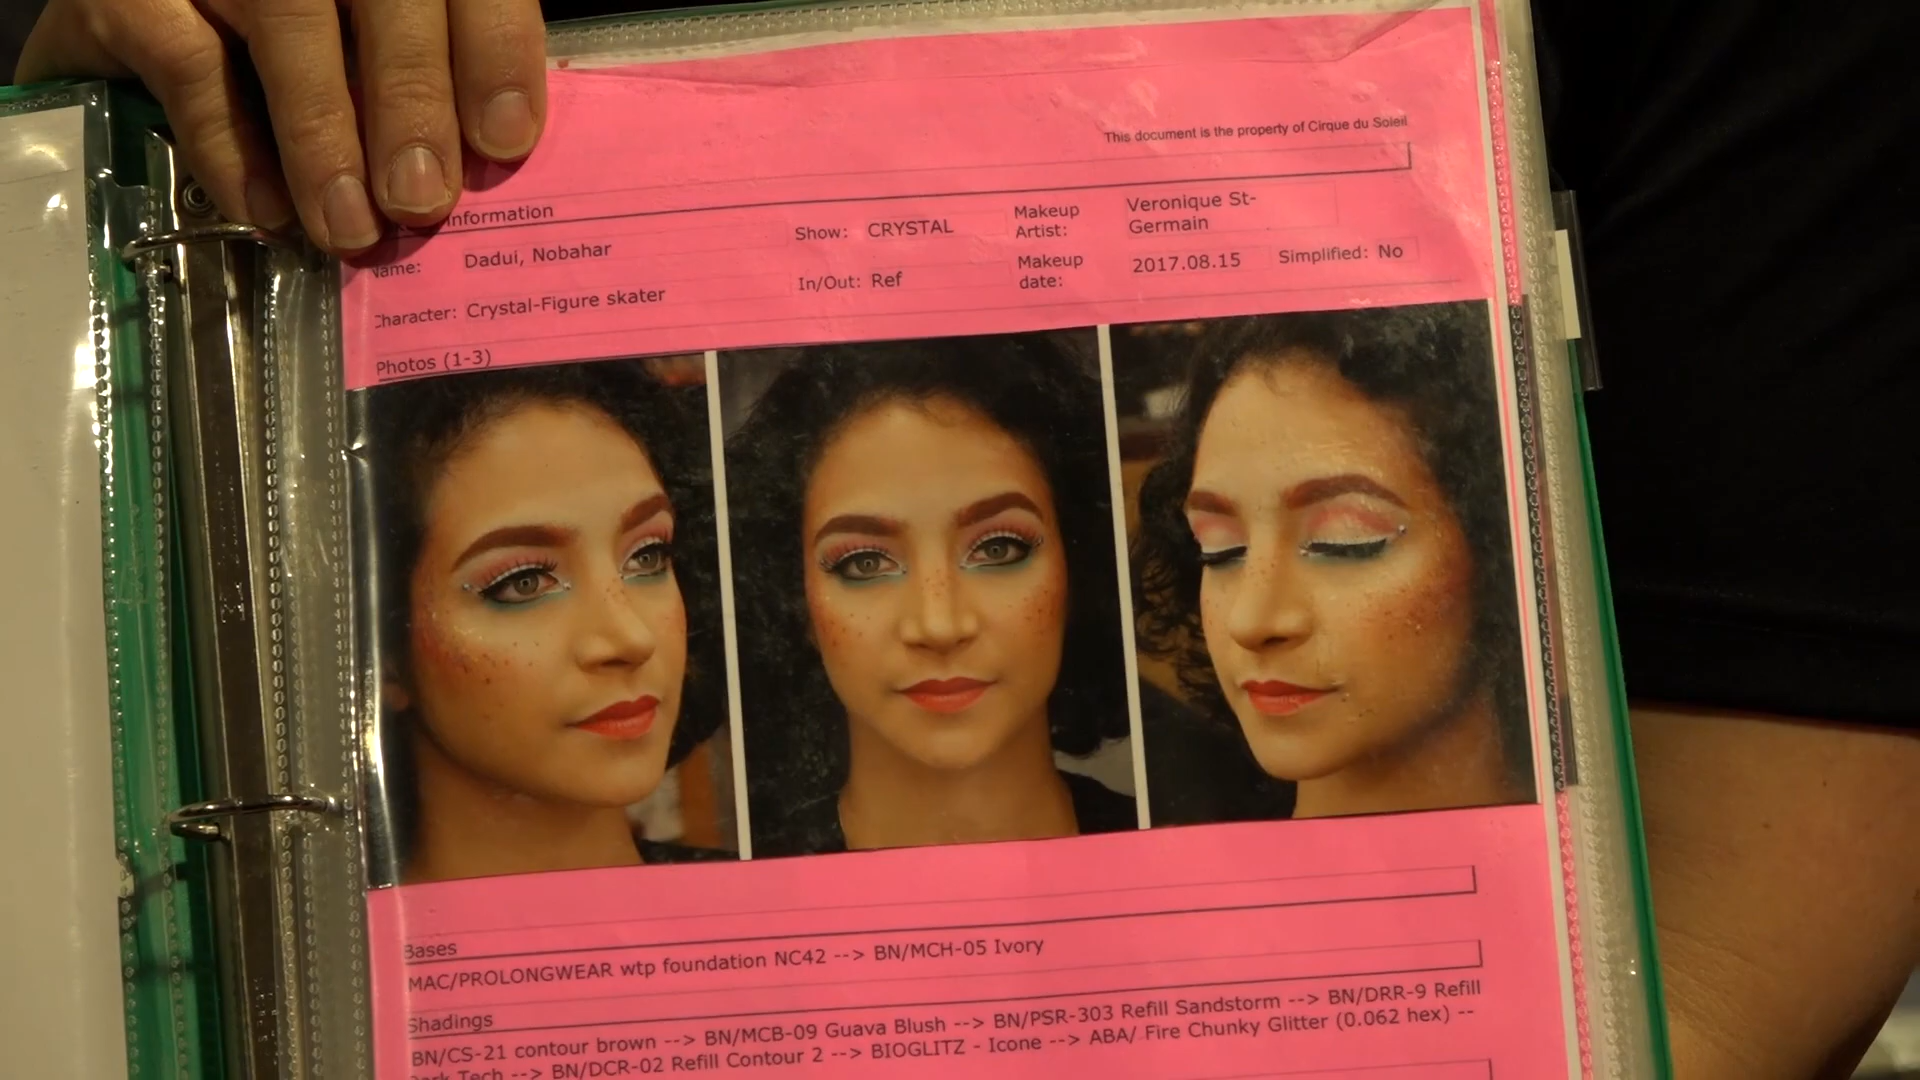 This document is the property of Cirque du Soleil
Information
Name: Dadui, Nobahar
Show: CRYSTAL
Makeup Artist: Veronique St-
Germain
Character: Crystal-Figure skater
In/Out: Ref
Makeup date: 2017.08.15
Simplified: No
Photos (1-3)
Bases
MAC/PROLONGWEAR wtp foundation NC42 --> BN/MCH-05 Ivory
Shadings
BN/CS-21 contour brown --> BN/MCB-09 Guava Blush --> BN/PSR-303 Refill Sandstorm --> BN/DRR-9 Refill
Tech --> BN/DCR-02 Refill Contour 2 --> BIOGLITZ - Icone --> ABA/ Fire Chunky Glitter (0.062 hex) --